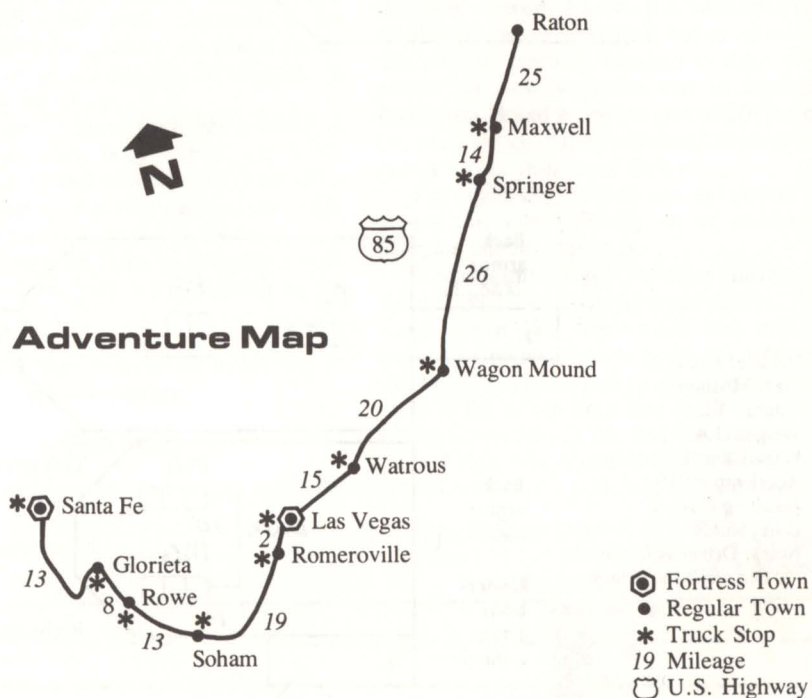 Raton
25
* Maxwell
14
* Springer
N
85
26
Adventure Map
* Wagon Mound
20
* Watrous
15
* Santa Fe
* Las Vegas
2
* Romeroville
13
Glorieta
*
8
Rowe
*
13
*
19
Soham
Fortress Town
Regular Town
* Truck Stop
19 Mileage
U.S. Highway